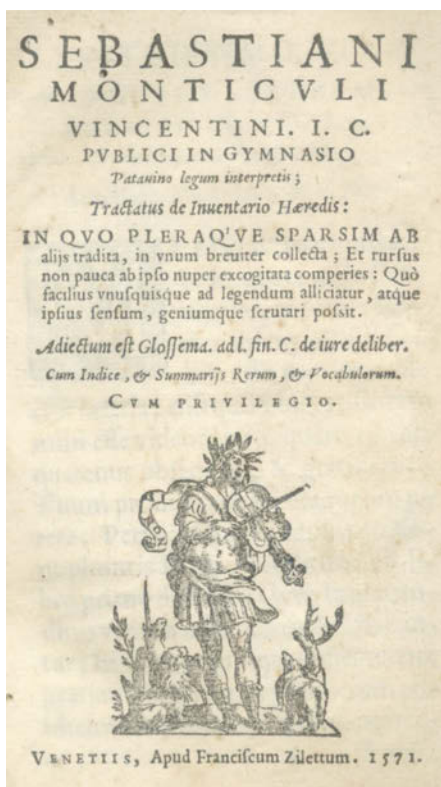 SEBASTIANI
MONTICVLI
VINCENTINI. I. C.
PVBLICI IN GYMNASIO
Patauino legum interpretis;
Tractatus de Inuentario Hæredis:
IN QVO PLERAQ'VE SPARSIM AB
alijs tradita, in vnum breuiter collecta; Et rursus
non pauca ab ipso nuper excogitata comperies: Quò
facilius vnusquisque ad legendum alliciatur, atque
ipsius sensum, geniumque scrutari possit.
Adiectum est Glossema. ad l. fin. C. de iure deliber.
Cum Indice, & Summarijs Rerum, & Vocabulorum.
CVM PRIVILEGIO.
VENETIIS, Apud Franciscum Zilettum. 1571.